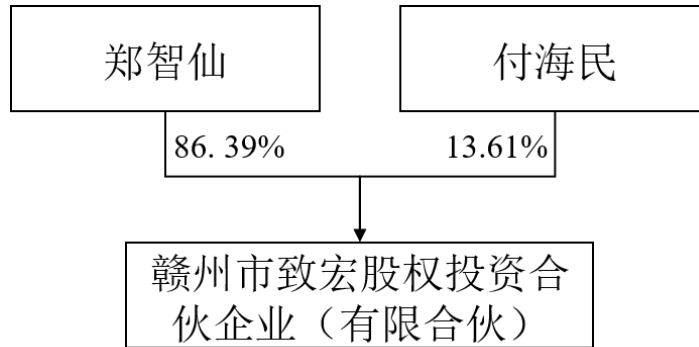 郑智仙
付海民
86. 39%
13.61%
赣州市致宏股权投资合
伙企业（有限合伙）